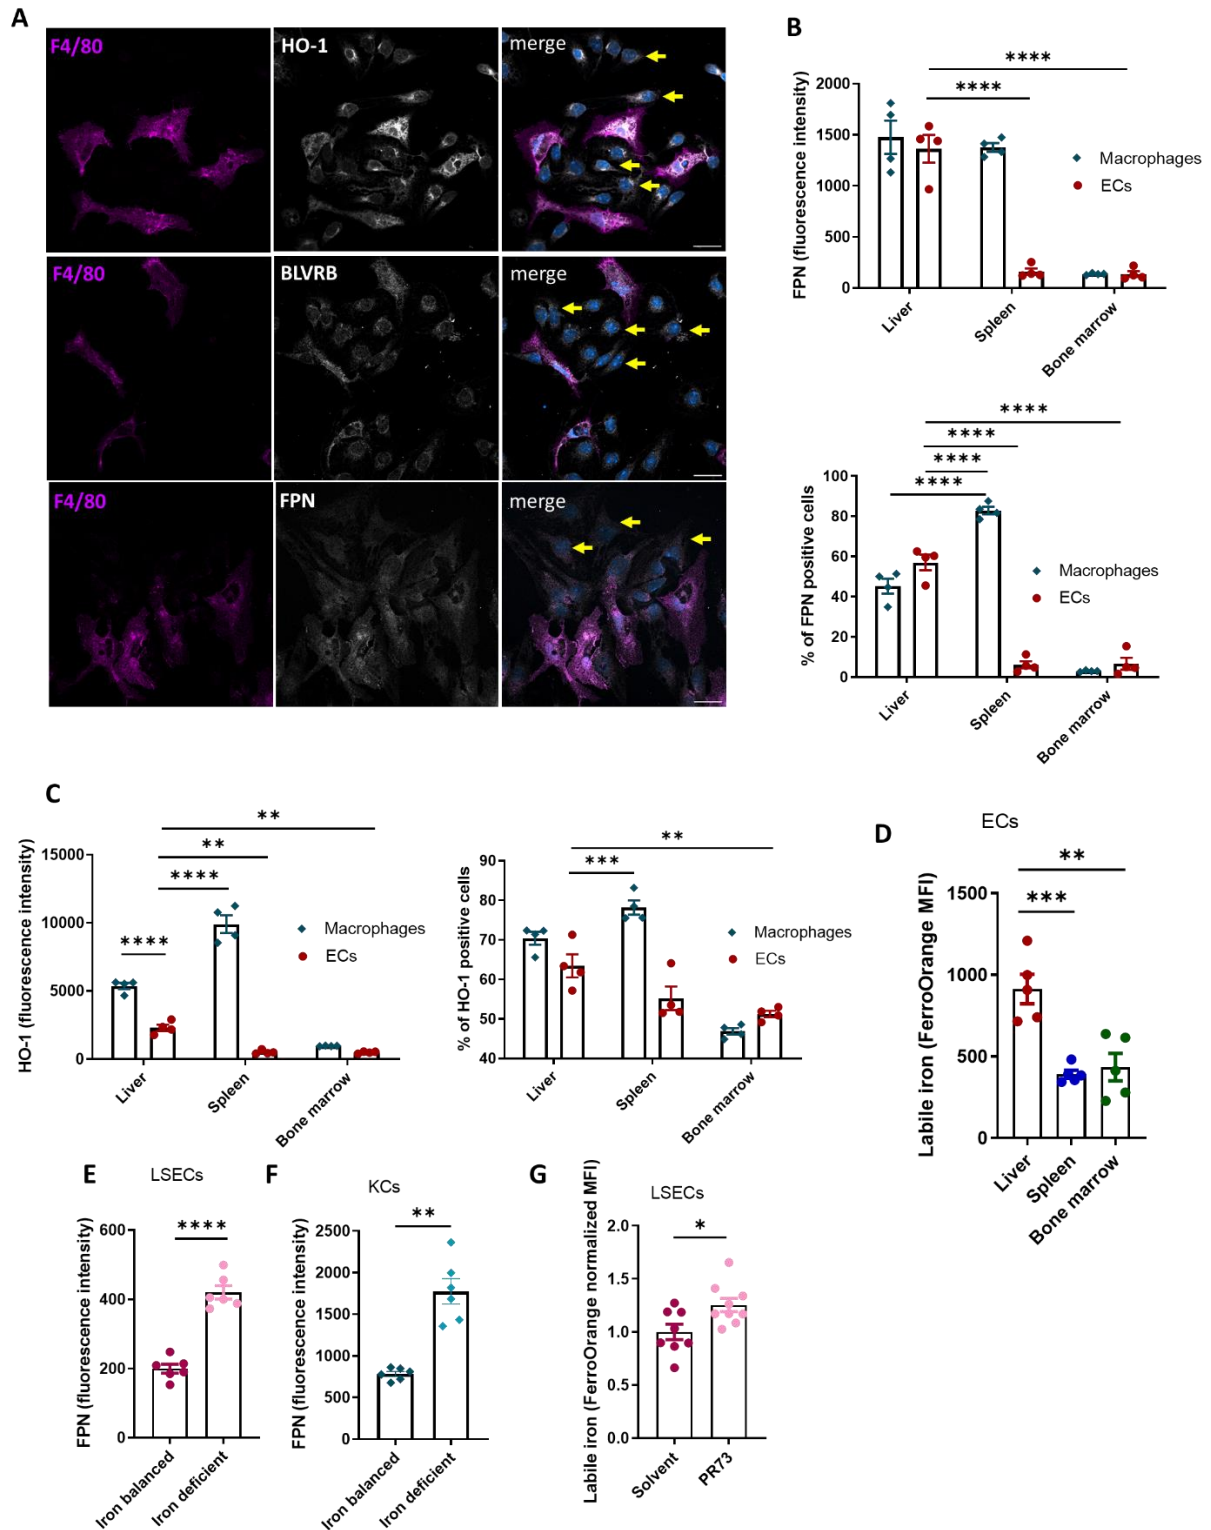 A
F4/80
HO-1
merge
F4/80
BLVRB
merge
F4/80
FPN
merge
B
****
****
FPN (fluorescence intensity)
2000
1500
1000
500
0
Liver
Spleen
Bone marrow
Macrophages
ECs
****
****
****
****
% of FPN positive cells
100
80
60
40
20
0
Liver
Spleen
Bone marrow
Macrophages
ECs
C
**
**
****
****
HO-1 (fluorescence intensity)
15000
10000
5000
0
Liver
Spleen
Bone marrow
Macrophages
ECs
**
***
% of HO-1 positive cells
90
80
70
60
50
40
Liver
Spleen
Bone marrow
Macrophages
ECs
D
ECs
**
***
Labile iron (FerroOrange MFI)
1500
1000
500
0
Liver
Spleen
Bone marrow
E
LSECs
****
FPN (fluorescence intensity)
600
400
200
0
Iron balanced
Iron deficient
F
KCs
**
FPN (fluorescence intensity)
2500
2000
1500
1000
500
0
Iron balanced
Iron deficient
G
LSECs
*
Labile iron (FerroOrange normalized MFI)
2.0
1.5
1.0
0.5
0.0
Solvent
PR73